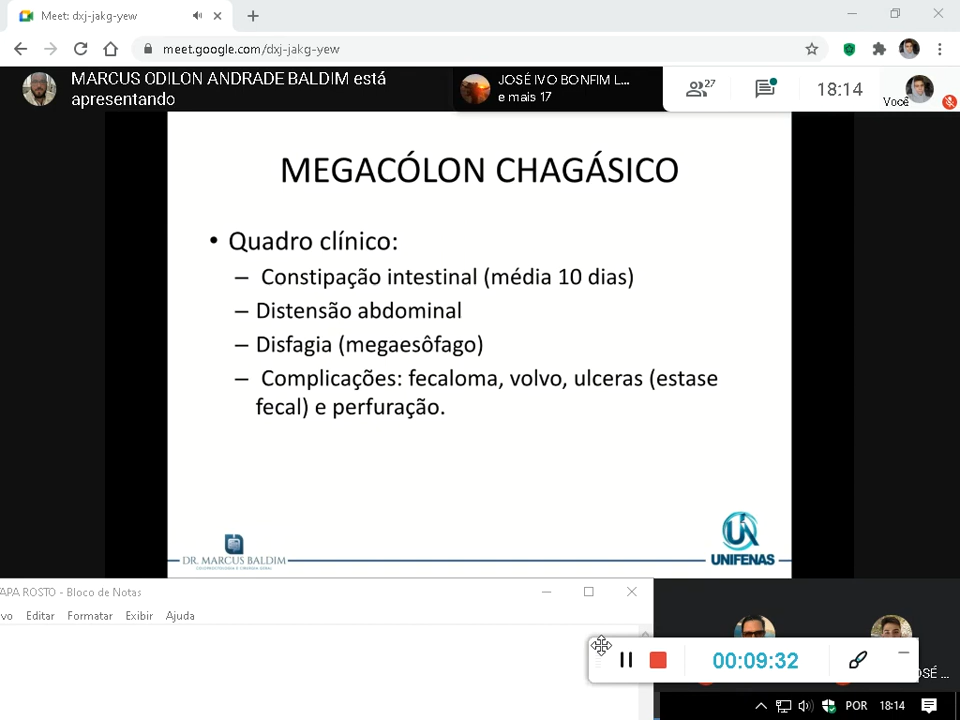 Meet: dxj-jakg-yew
meet.google.com/dxj-jakg-yew
MARCUS ODILON ANDRADE BALDIM está
apresentando
JOSÉ IVO BONFIM L...
e mais 17
27
18:14
Você
MEGACÓLON CHAGÁSICO
• Quadro clínico:
– Constipação intestinal (média 10 dias)
– Distensão abdominal
– Disfagia (megaesôfago)
– Complicações: fecaloma, volvo, ulceras (estase
fecal) e perfuração.
DR. MARCUS BALDIM
COLOPROCTOLOGIA E CIRURGIA GERAL
UNIFENAS
APA ROSTO - Bloco de Notas
vo Editar Formatar Exibir Ajuda
00:09:32
OSÉ ...
POR 18:14